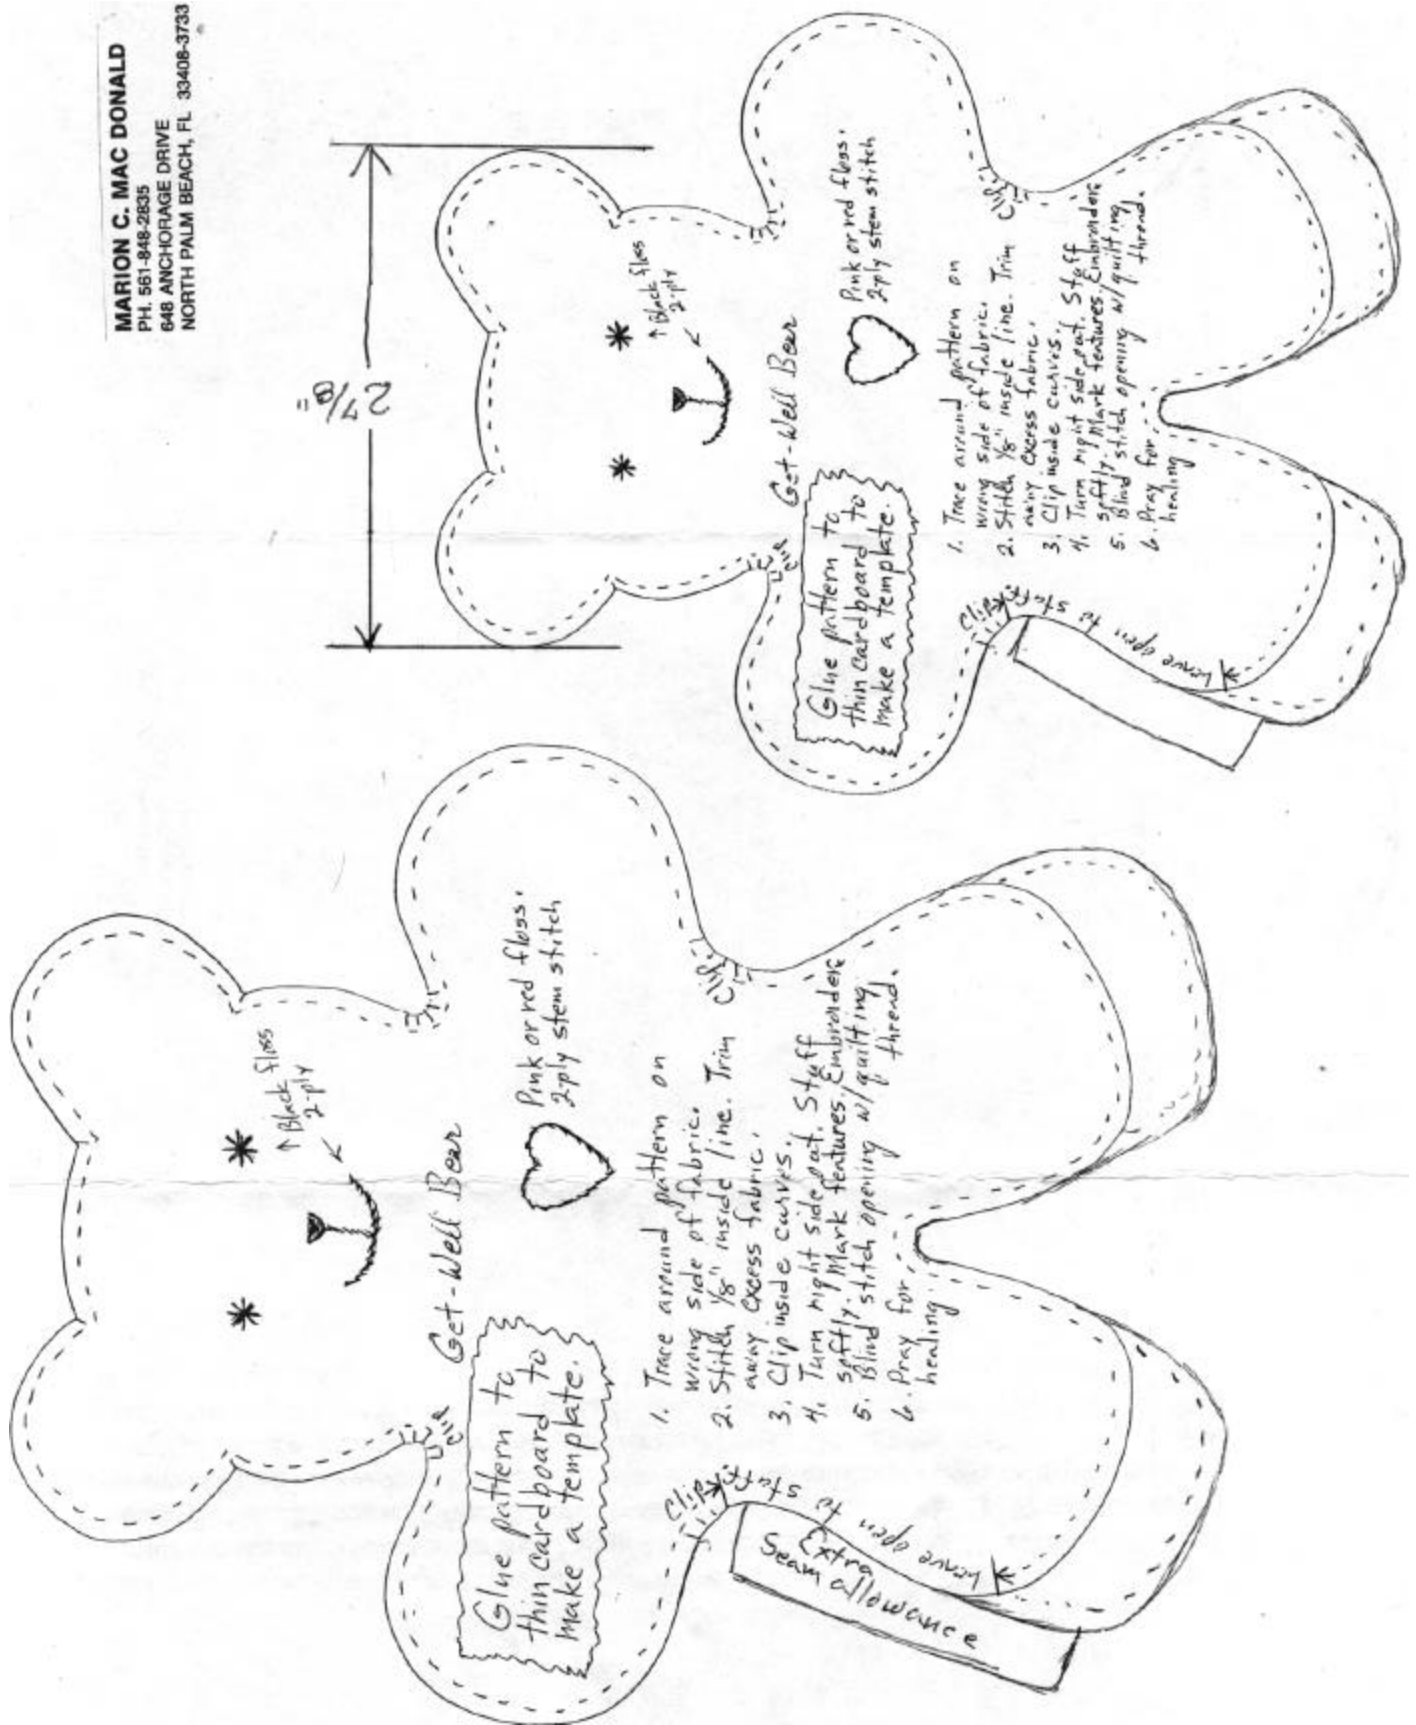 MARION C. MAC DONALD
PH. 561-848-2835
648 ANCHORAGE DRIVE
NORTH PALM BEACH, FL 33408-3733
2 7/8"
↑ Black floss
2-ply
Get-Well Bear
Pink or red floss.
2-ply stem stitch
Clip
Glue pattern to
thin cardboard to
make a template.
1. Trace around pattern on
wrong side of fabric.
2. Stitch 1/8" inside line. Trim
away excess fabric.
3. Clip inside curves.
4. Turn right side out. Stuff
softly. Mark features. Embroider.
5. Blind stitch opening w/ quilting
thread.
6. Pray for
healing
Clip
Clip
Leave open to stuff
↑ Black floss
2-ply
Get-Well Bear
Pink or red floss.
2-ply stem stitch
Clip
Glue pattern to
thin cardboard to
make a template.
1. Trace around pattern on
wrong side of fabric.
2. Stitch 1/8" inside line. Trim
away excess fabric.
3. Clip inside curves.
4. Turn right side out. Stuff
softly. Mark features. Embroider.
5. Blind stitch opening w/ quilting
thread.
6. Pray for
healing.
Clip
Clip
Leave open to stuff
Extra
Seam allowance